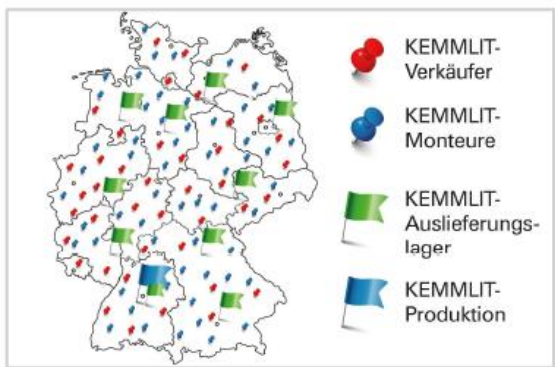 KEMMLIT-
Verkäufer
KEMMLIT-
Monteure
KEMMLIT-
Auslieferungs-
lager
KEMMLIT-
Produktion